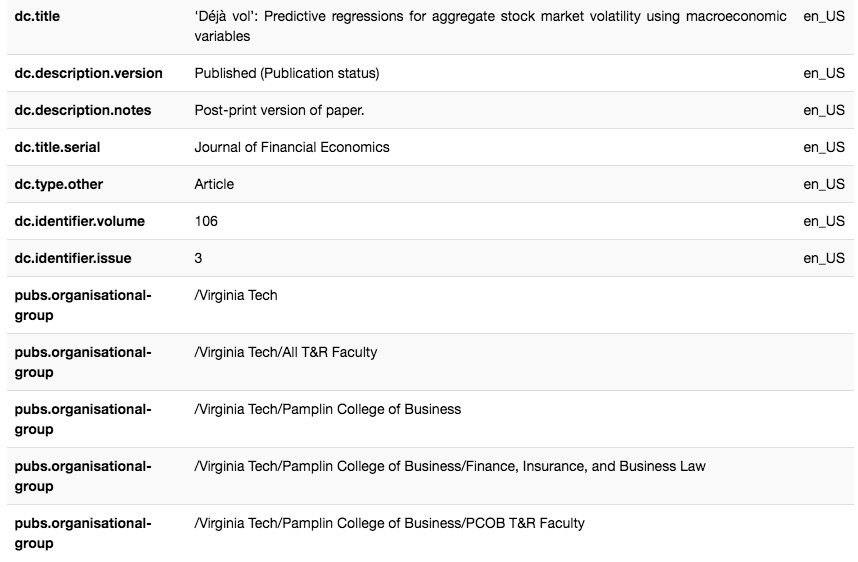 dc.title ‘Déjà vol’: Predictive regressions for aggregate stock market volatility using macroeconomic en_US
variables
dc.description.version Published (Publication status) en_US
dc.description.notes Post-print version of paper. en_US
dc.title.serial Journal of Financial Economics en_US
dc.type.other Article en_US
dc.identifier.volume 106 en_US
dc.identifier.issue 3 en_US
pubs.organisational- /Virginia Tech
group
pubs.organisational- /Virginia Tech/All T&R Faculty
group
pubs.organisational- /Virginia Tech/Pamplin College of Business
group
pubs.organisational- /Virginia Tech/Pamplin College of Business/Finance, Insurance, and Business Law
group
pubs.organisational- /Virginia Tech/Pamplin College of Business/PCOB T&R Faculty
group